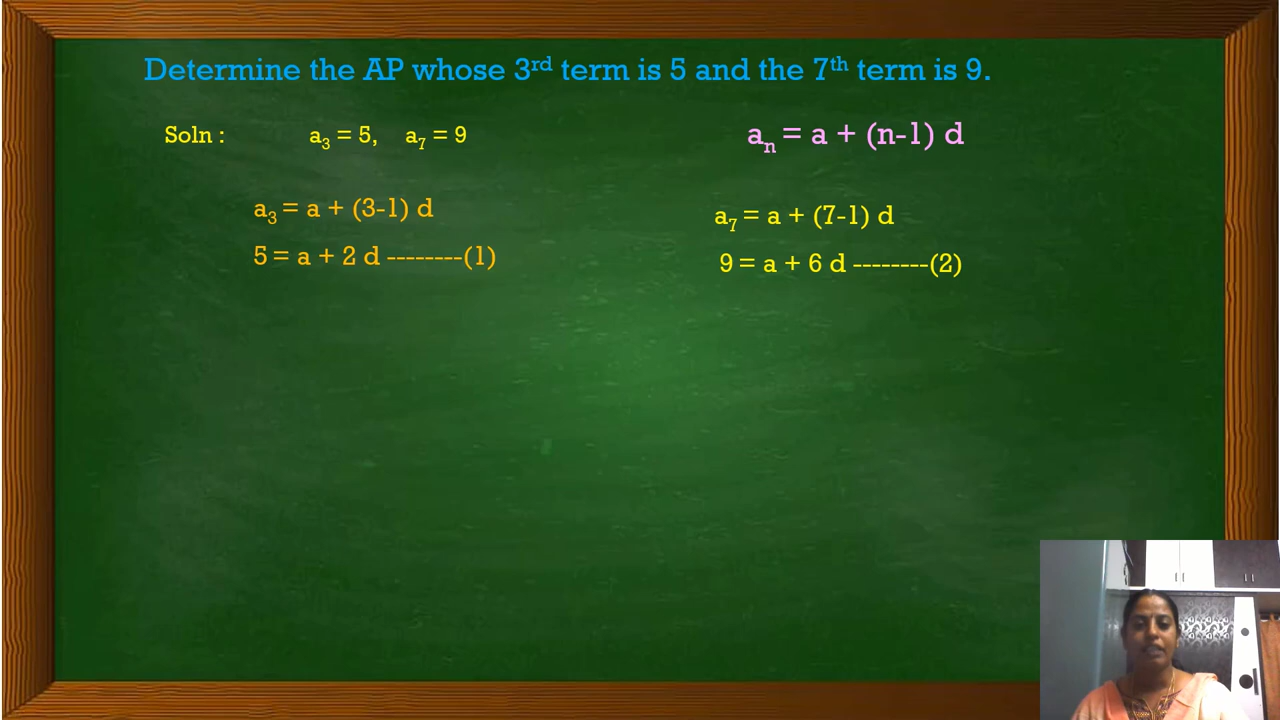 Determine the AP whose 3rd term is 5 and the 7th term is 9.
Soln : a3 = 5, a7 = 9
an = a + (n-1) d
a3 = a + (3-1) d
5 = a + 2 d --------(1)
a7 = a + (7-1) d
9 = a + 6 d --------(2)